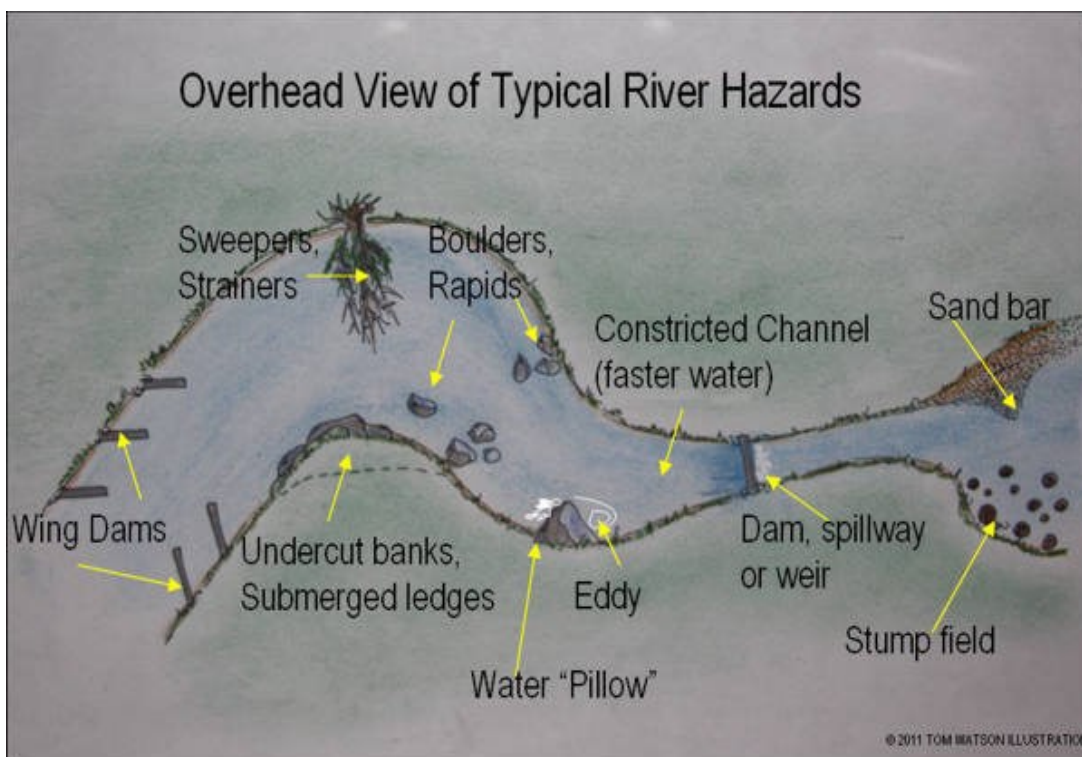 Overhead View of Typical River Hazards
Sweepers,
Strainers
Boulders,
Rapids
Constricted Channel
(faster water)
Sand bar
Wing Dams
Undercut banks,
Submerged ledges
Water “Pillow”
Eddy
Dam, spillway
or weir
Stump field
© 2011 TOM WATSON ILLUSTRATION